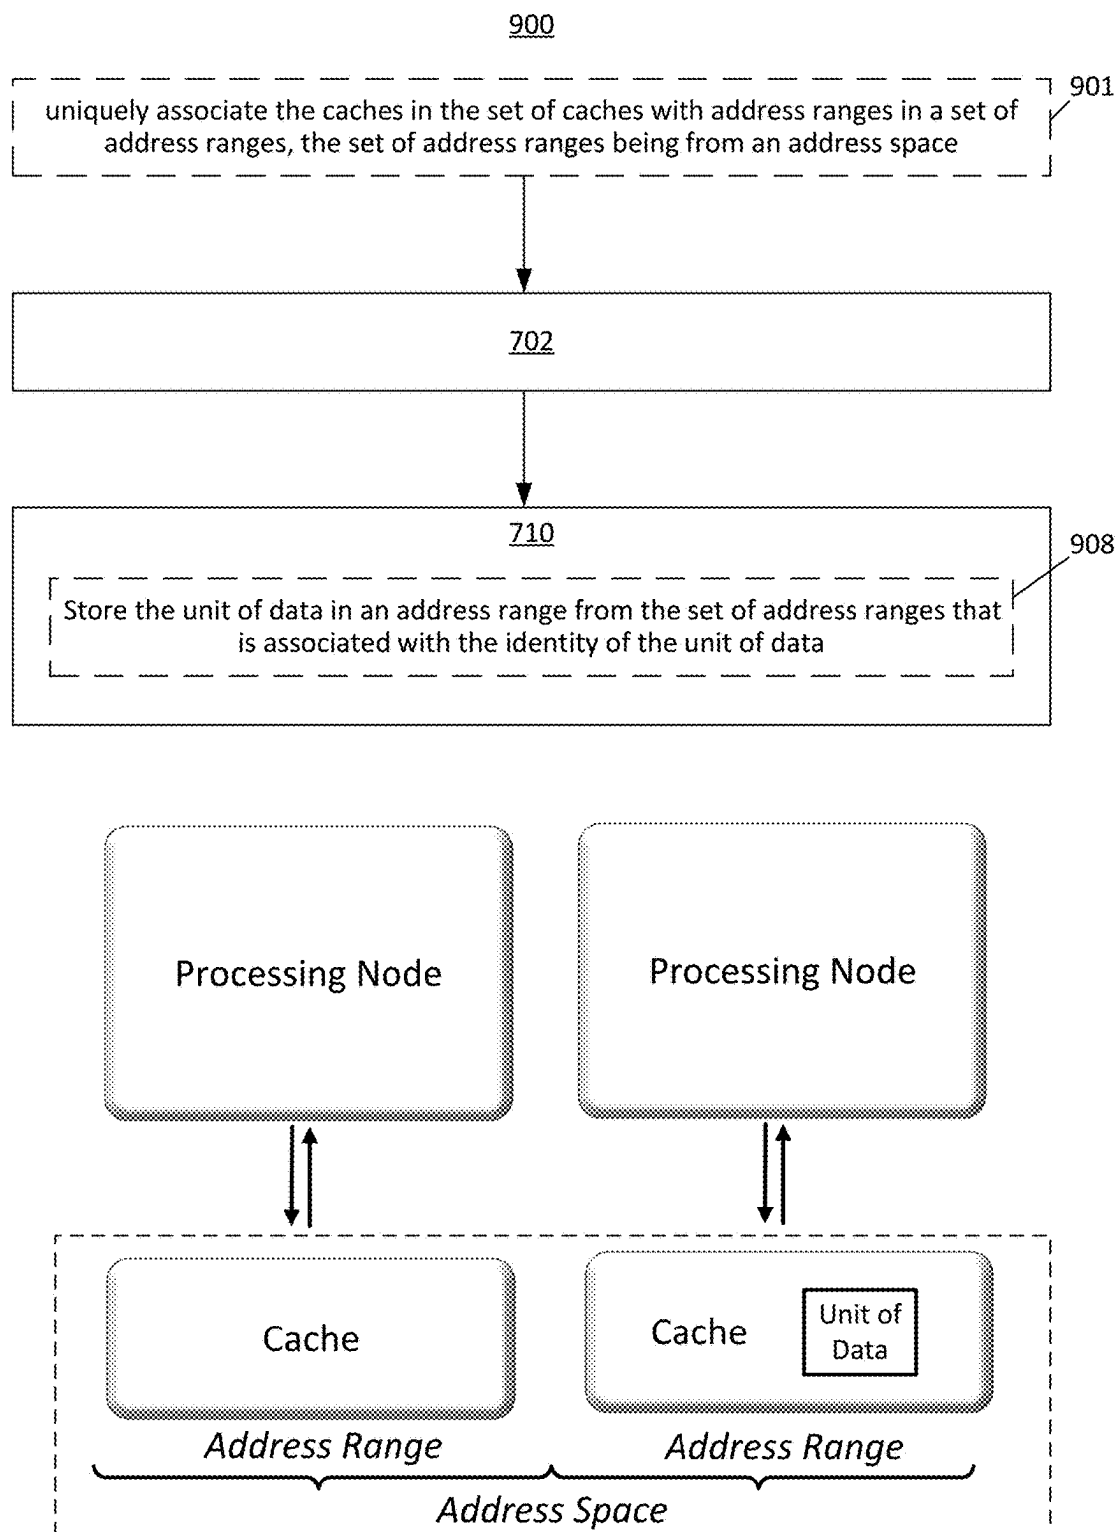 900
901
uniquely associate the caches in the set of caches with address ranges in a set of
address ranges, the set of address ranges being from an address space
702
710
908
Store the unit of data in an address range from the set of address ranges that
is associated with the identity of the unit of data
Processing Node
Processing Node
Cache
Cache
Unit of
Data
Address Range
Address Range
Address Space